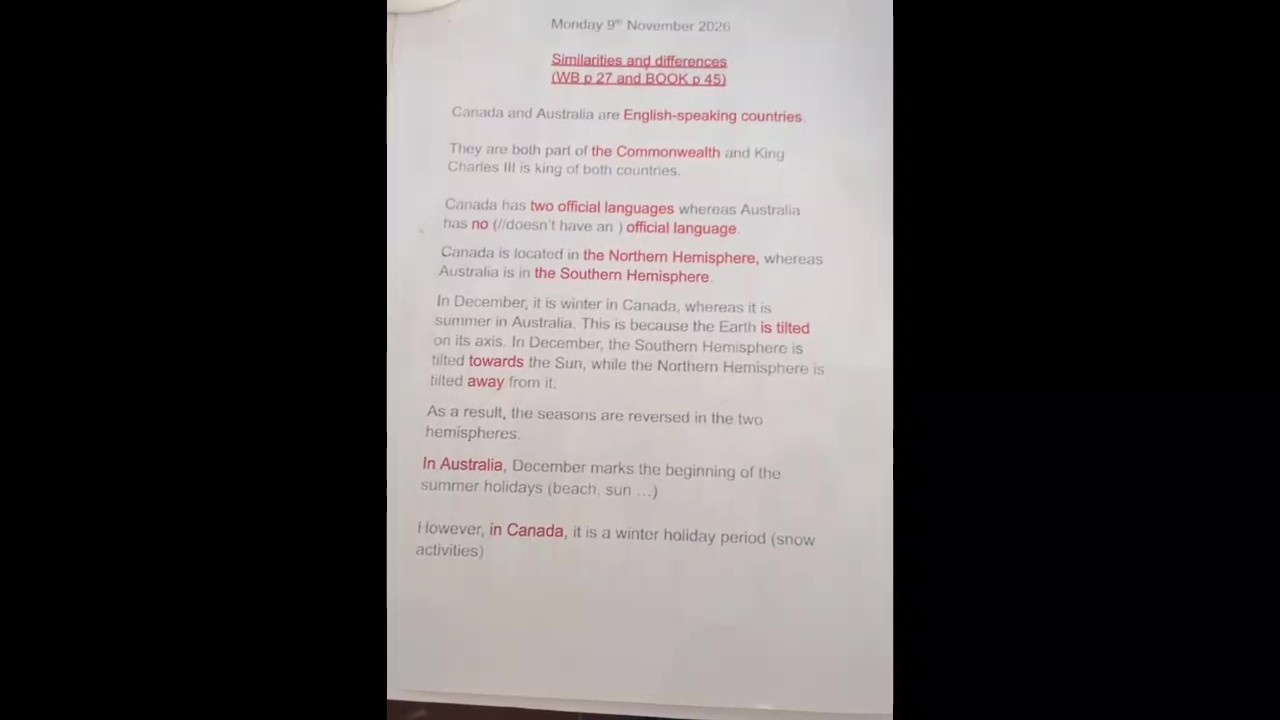 Monday 9th November 2026
Similarities and differences
(WB p 27 and BOOK p 45)
Canada and Australia are English-speaking countries.
They are both part of the Commonwealth and King
Charles III is king of both countries.
Canada has two official languages whereas Australia
has no (//doesn't have an ) official language.
Canada is located in the Northern Hemisphere, whereas
Australia is in the Southern Hemisphere.
In December, it is winter in Canada, whereas it is
summer in Australia. This is because the Earth is tilted
on its axis. In December, the Southern Hemisphere is
tilted towards the Sun, while the Northern Hemisphere is
tilted away from it.
As a result, the seasons are reversed in the two
hemispheres.
In Australia, December marks the beginning of the
summer holidays (beach, sun …)
However, in Canada, it is a winter holiday period (snow
activities)